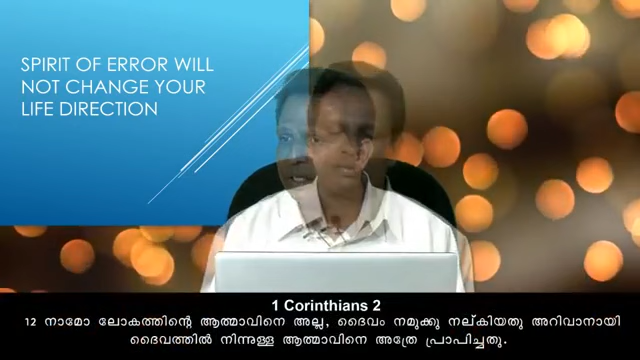 SPIRIT OF ERROR WILL
NOT CHANGE YOUR
LIFE DIRECTION
1 Corinthians 2
12 നാമോ ലോകത്തിന്റെ ആത്മാവിനെ അല്ല, ദൈവം നമുക്കു നല്കിയതു അറിവാനായി
ദൈവത്തിൽ നിന്നുള്ള ആത്മാവിനെ അത്രേ പ്രാപിച്ചതു.